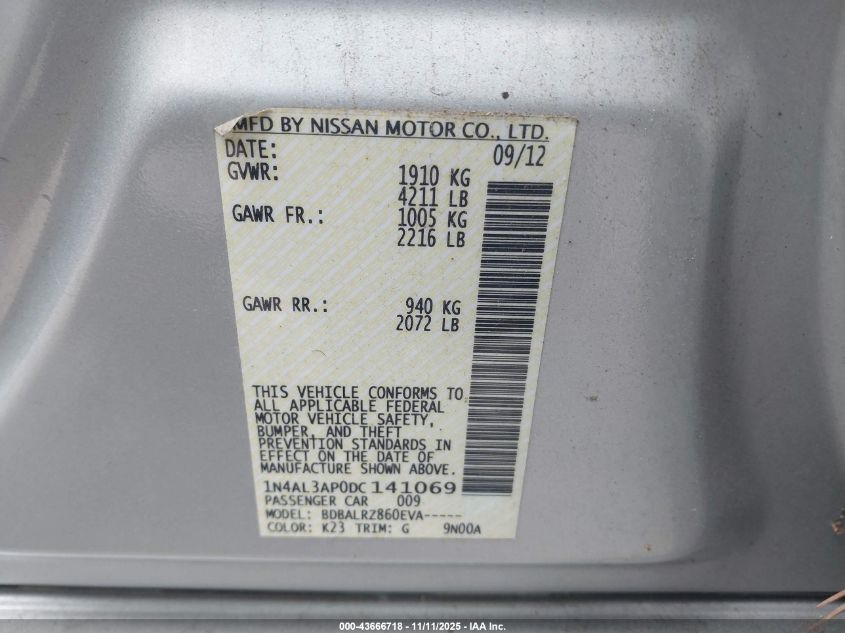 MFD BY NISSAN MOTOR CO., LTD.
DATE: 09/12
GVWR: 1910 KG
4211 LB
GAWR FR.: 1005 KG
2216 LB
GAWR RR.: 940 KG
2072 LB
THIS VEHICLE CONFORMS TO
ALL APPLICABLE FEDERAL
MOTOR VEHICLE SAFETY,
BUMPER, AND THEFT
PREVENTION STANDARDS IN
EFFECT ON THE DATE OF
MANUFACTURE SHOWN ABOVE.
1N4AL3AP0DC141069
PASSENGER CAR 009
MODEL: BDBALRZ860EVA-----
COLOR: K23 TRIM: G 9N00A
000-43666718 - 11/11/2025 - IAA Inc.